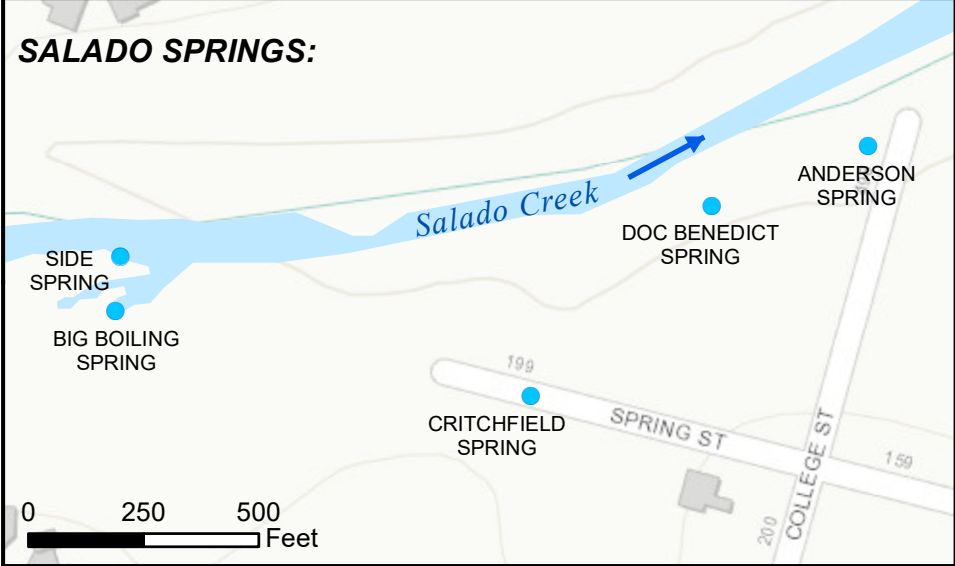 SALADO SPRINGS:
ANDERSON
SPRING
Salado Creek
DOC BENEDICT
SPRING
SIDE
SPRING
BIG BOILING
SPRING
199
CRITCHFIELD
SPRING
SPRING ST
COLLEGE ST
159
200
0 250 500
Feet